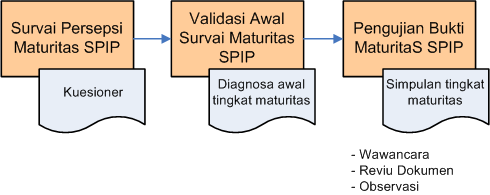 Survai Persepsi
Maturitas SPIP
Kuesioner
Validasi Awal
Survai Maturitas
SPIP
Diagnosa awal
tingkat maturitas
Pengujian Bukti
MaturitaS SPIP
Simpulan tingkat
maturitas
- Wawancara
- Reviu Dokumen
- Observasi